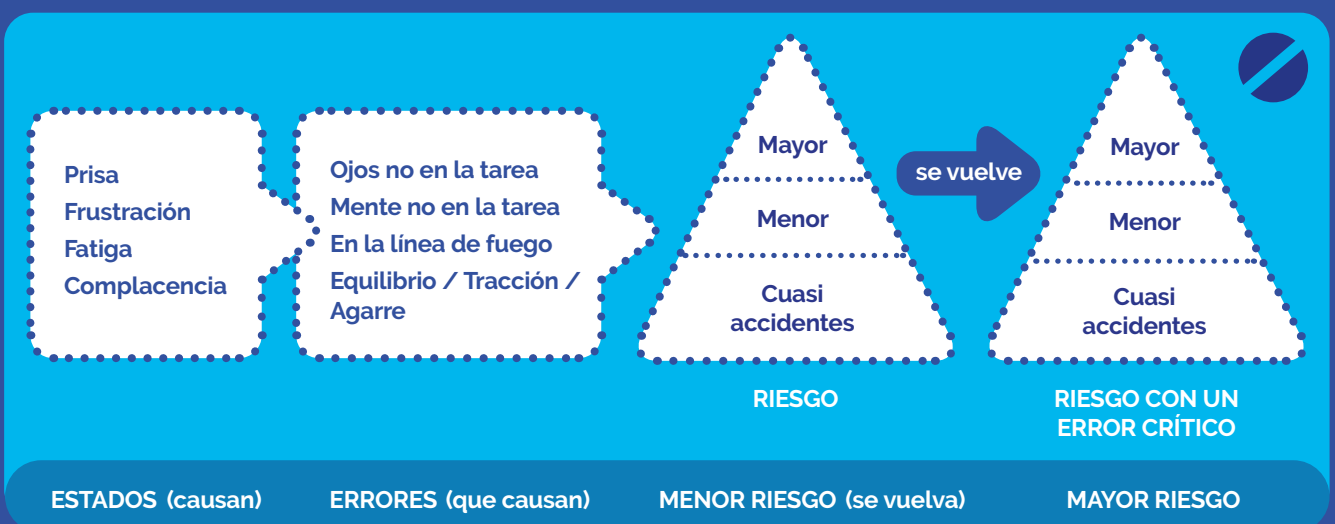 Prisa
Frustración
Fatiga
Complacencia
Ojos no en la tarea
Mente no en la tarea
En la línea de fuego
Equilibrio / Tracción /
Agarre
Mayor
Menor
Cuasi
accidentes
RIESGO
se vuelve
Mayor
Menor
Cuasi
accidentes
RIESGO CON UN
ERROR CRÍTICO
ESTADOS (causan)
ERRORES (que causan)
MENOR RIESGO (se vuelva)
MAYOR RIESGO